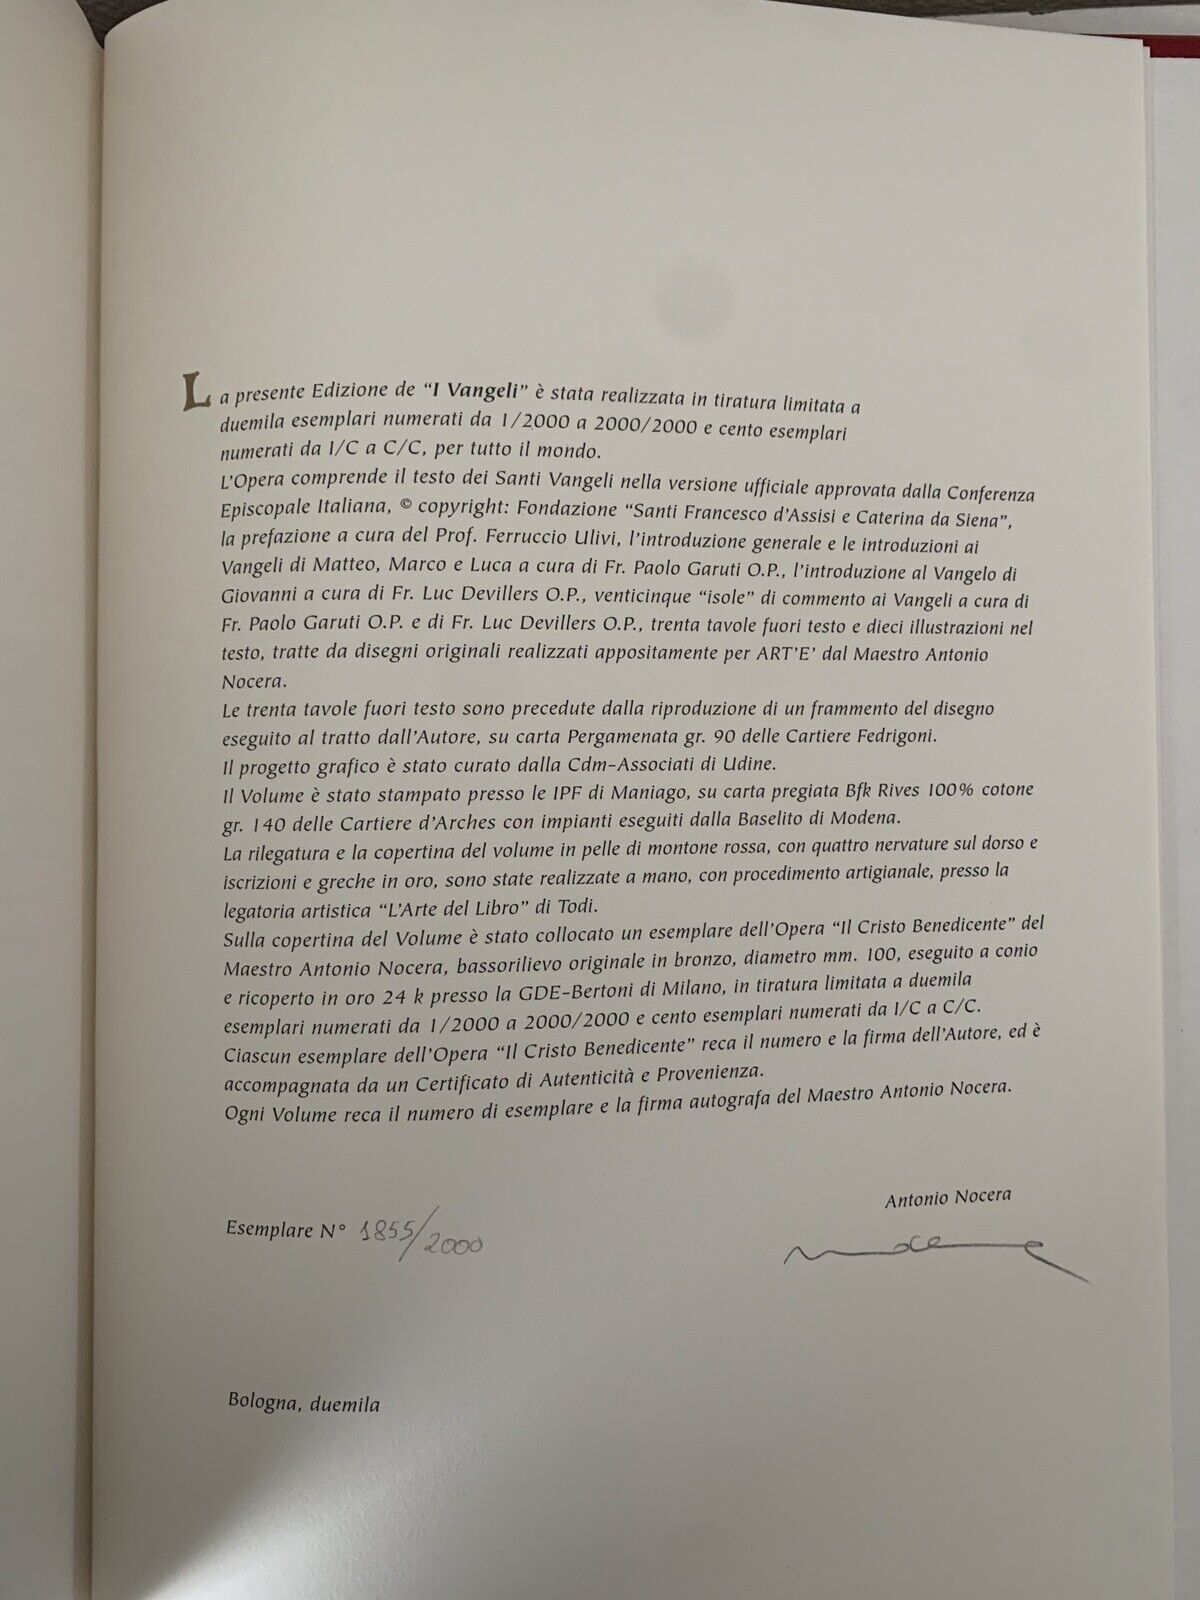 La presente Edizione de “I Vangeli” è stata realizzata in tiratura limitata a
duemila esemplari numerati da 1/2000 a 2000/2000 e cento esemplari
numerati da I/C a C/C, per tutto il mondo.
L’Opera comprende il testo dei Santi Vangeli nella versione ufficiale approvata dalla Conferenza
Episcopale Italiana, © copyright: Fondazione “Santi Francesco d’Assisi e Caterina da Siena”,
la prefazione a cura del Prof. Ferruccio Ulivi, l’introduzione generale e le introduzioni ai
Vangeli di Matteo, Marco e Luca a cura di Fr. Paolo Garuti O.P., l’introduzione al Vangelo di
Giovanni a cura di Fr. Luc Devillers O.P., venticinque “isole” di commento ai Vangeli a cura di
Fr. Paolo Garuti O.P. e di Fr. Luc Devillers O.P., trenta tavole fuori testo e dieci illustrazioni nel
testo, tratte da disegni originali realizzati appositamente per ART’E’ dal Maestro Antonio
Nocera.
Le trenta tavole fuori testo sono precedute dalla riproduzione di un frammento del disegno
eseguito al tratto dall’Autore, su carta Pergamenata gr. 90 delle Cartiere Fedrigoni.
Il progetto grafico è stato curato dalla Cdm-Associati di Udine.
Il Volume è stato stampato presso le IPF di Maniago, su carta pregiata Bfk Rives 100% cotone
gr. 140 delle Cartiere d’Arches con impianti eseguiti dalla Baselito di Modena.
La rilegatura e la copertina del volume in pelle di montone rossa, con quattro nervature sul dorso e
iscrizioni e greche in oro, sono state realizzate a mano, con procedimento artigianale, presso la
legatoria artistica “L’Arte del Libro” di Todi.
Sulla copertina del Volume è stato collocato un esemplare dell’Opera “Il Cristo Benedicente” del
Maestro Antonio Nocera, bassorilievo originale in bronzo, diametro mm. 100, eseguito a conio
e ricoperto in oro 24 k presso la GDE-Bertoni di Milano, in tiratura limitata a duemila
esemplari numerati da 1/2000 a 2000/2000 e cento esemplari numerati da I/C a C/C.
Ciascun esemplare dell’Opera “Il Cristo Benedicente” reca il numero e la firma dell’Autore, ed è
accompagnata da un Certificato di Autenticità e Provenienza.
Ogni Volume reca il numero di esemplare e la firma autografa del Maestro Antonio Nocera.
Antonio Nocera
Esemplare N° 1855/2000
Bologna, duemila